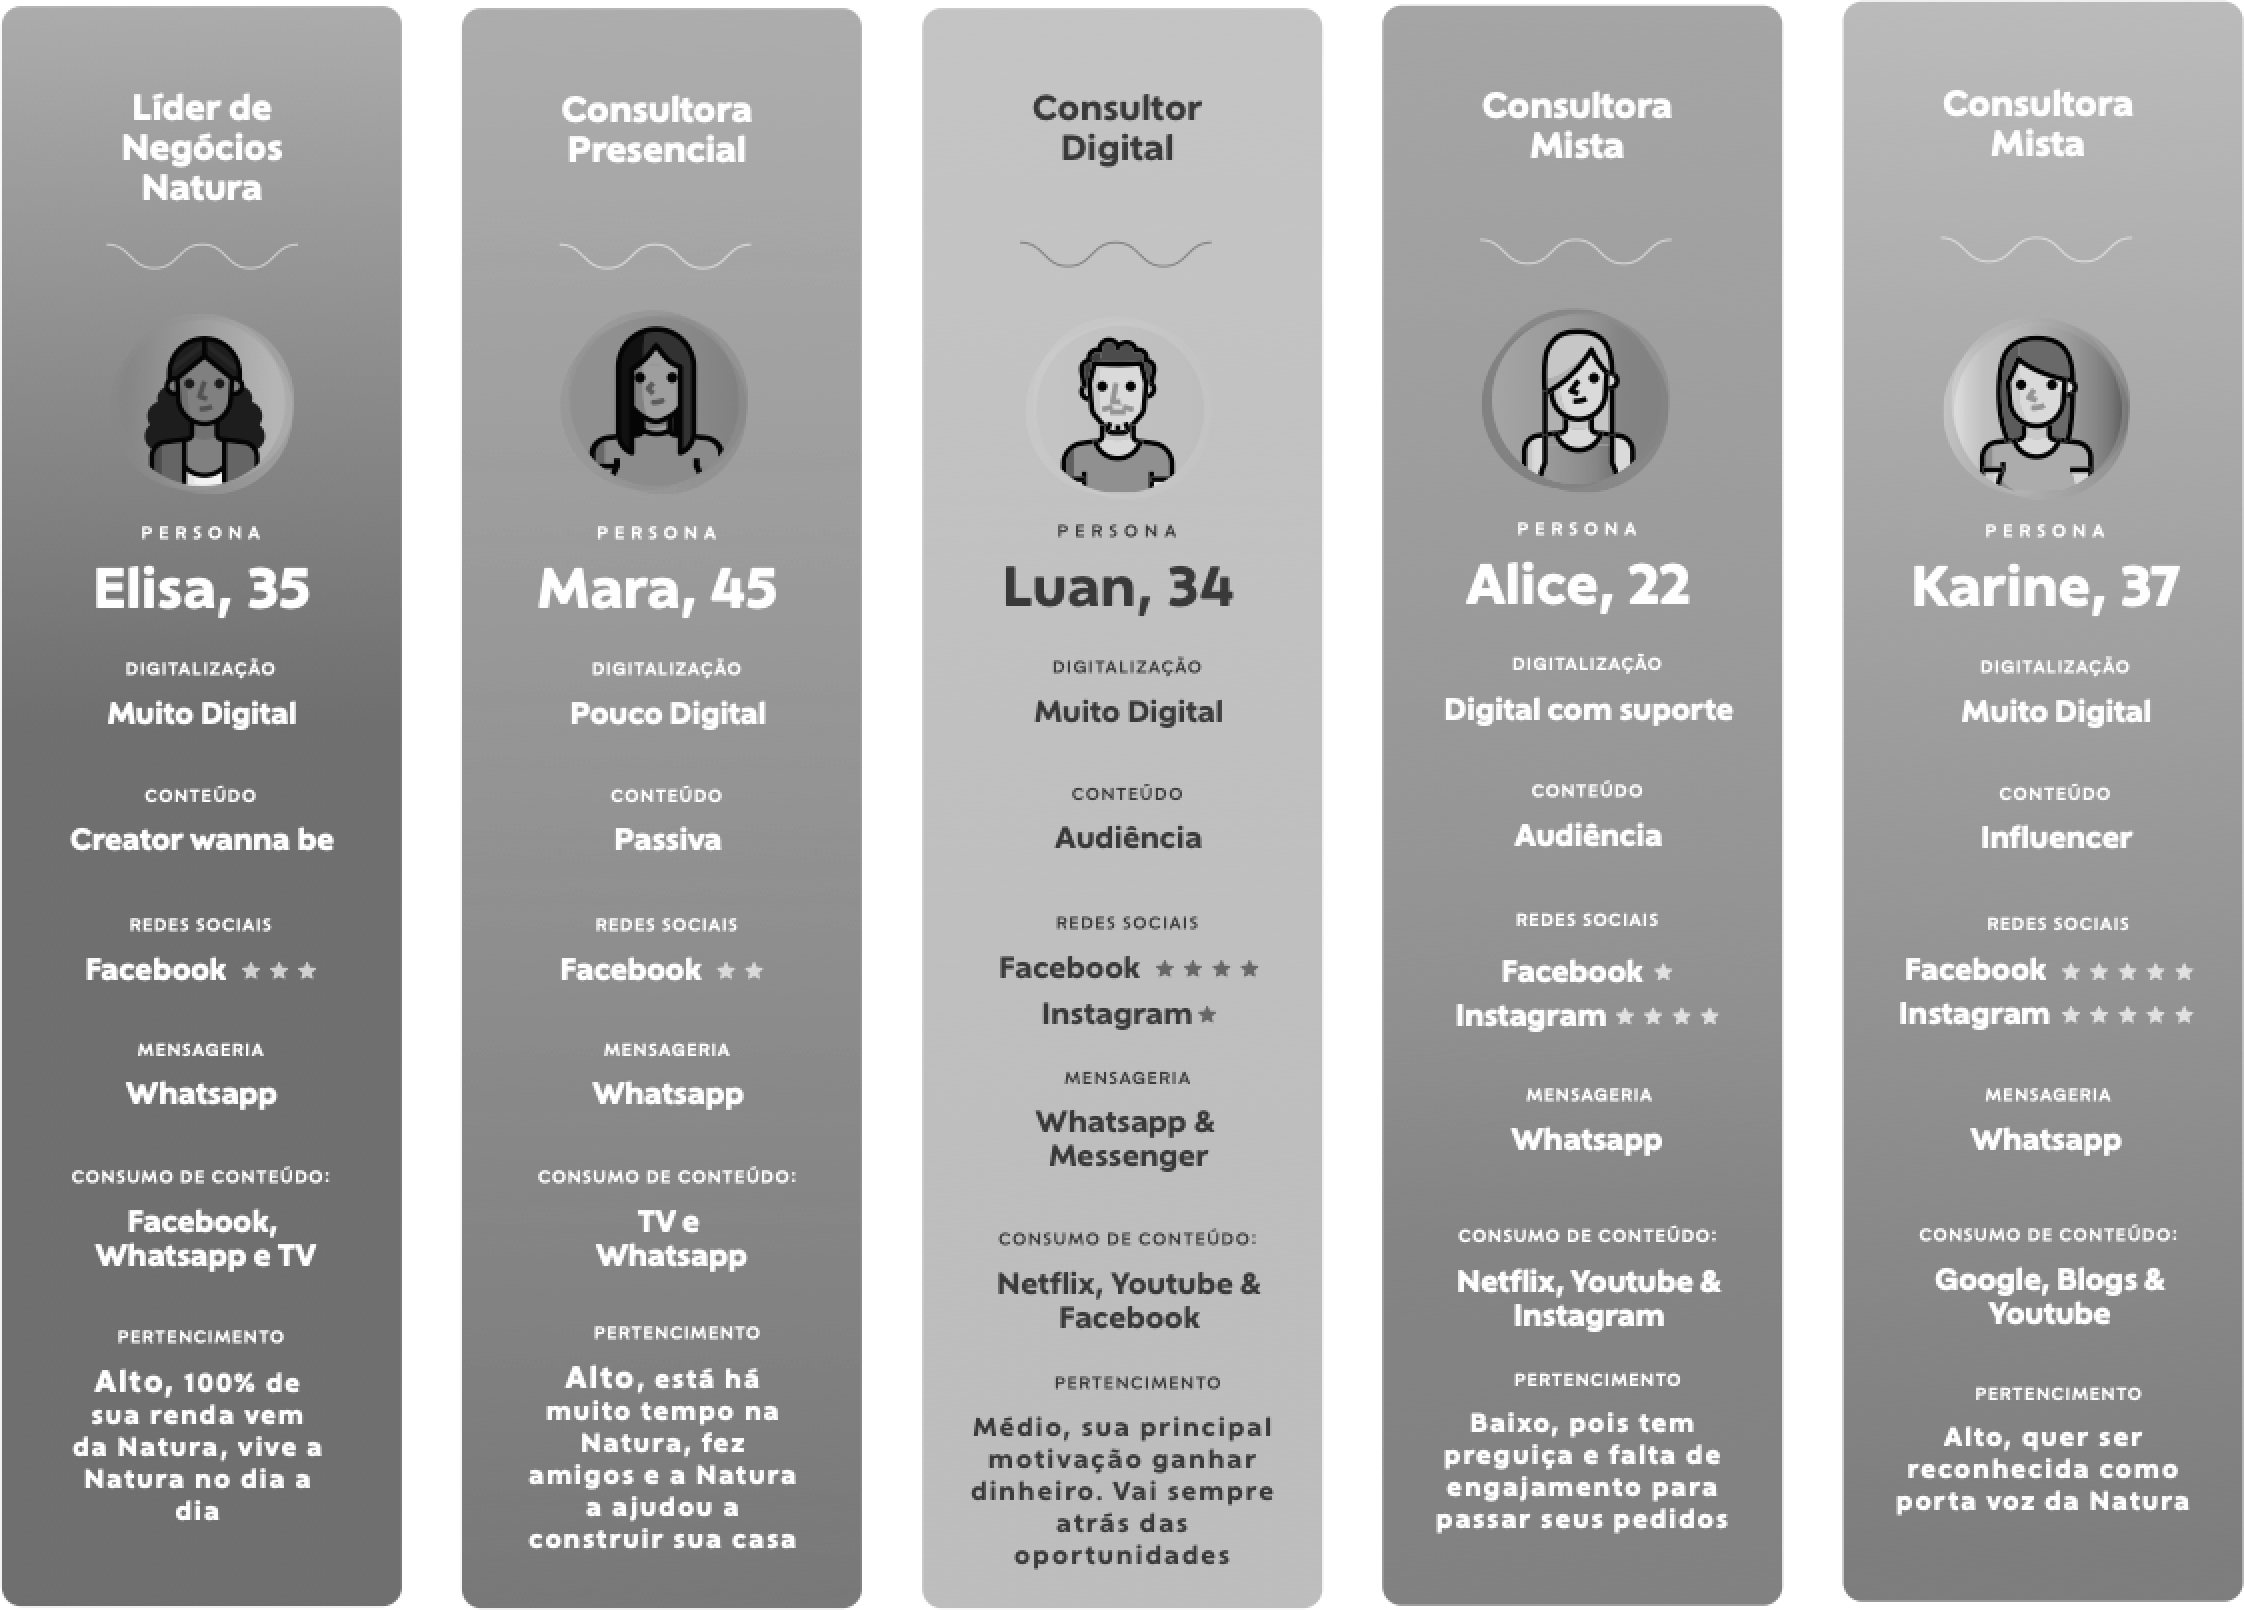 Líder de
Negócios
Natura
PERSONA
Elisa, 35
DIGITALIZAÇÃO
Muito Digital
CONTEÚDO
Creator wanna be
REDES SOCIAIS
Facebook ★ ★ ★
MENSAGERIA
Whatsapp
CONSUMO DE CONTEÚDO:
Facebook,
Whatsapp e TV
PERTENCIMENTO
Alto, 100% de
sua renda vem
da Natura, vive a
Natura no dia a
dia
Consultora
Presencial
PERSONA
Mara, 45
DIGITALIZAÇÃO
Pouco Digital
CONTEÚDO
Passiva
REDES SOCIAIS
Facebook ★ ★
MENSAGERIA
Whatsapp
CONSUMO DE CONTEÚDO:
TV e
Whatsapp
PERTENCIMENTO
Alto, está há
muito tempo na
Natura, fez
amigos e a Natura
a ajudou a
construir sua casa
Consultor
Digital
PERSONA
Luan, 34
DIGITALIZAÇÃO
Muito Digital
CONTEÚDO
Audiência
REDES SOCIAIS
Facebook ★ ★ ★ ★
Instagram ★
MENSAGERIA
Whatsapp &
Messenger
CONSUMO DE CONTEÚDO:
Netflix, Youtube &
Facebook
PERTENCIMENTO
Médio, sua principal
motivação ganhar
dinheiro. Vai sempre
atrás das
oportunidades
Consultora
Mista
PERSONA
Alice, 22
DIGITALIZAÇÃO
Digital com suporte
CONTEÚDO
Audiência
REDES SOCIAIS
Facebook ★
Instagram ★ ★ ★ ★
MENSAGERIA
Whatsapp
CONSUMO DE CONTEÚDO:
Netflix, Youtube &
Instagram
PERTENCIMENTO
Baixo, pois tem
preguiça e falta de
engajamento para
passar seus pedidos
Consultora
Mista
PERSONA
Karine, 37
DIGITALIZAÇÃO
Muito Digital
CONTEÚDO
Influencer
REDES SOCIAIS
Facebook ★ ★ ★ ★ ★
Instagram ★ ★ ★ ★ ★
MENSAGERIA
Whatsapp
CONSUMO DE CONTEÚDO:
Google, Blogs &
Youtube
PERTENCIMENTO
Alto, quer ser
reconhecida como
porta voz da Natura